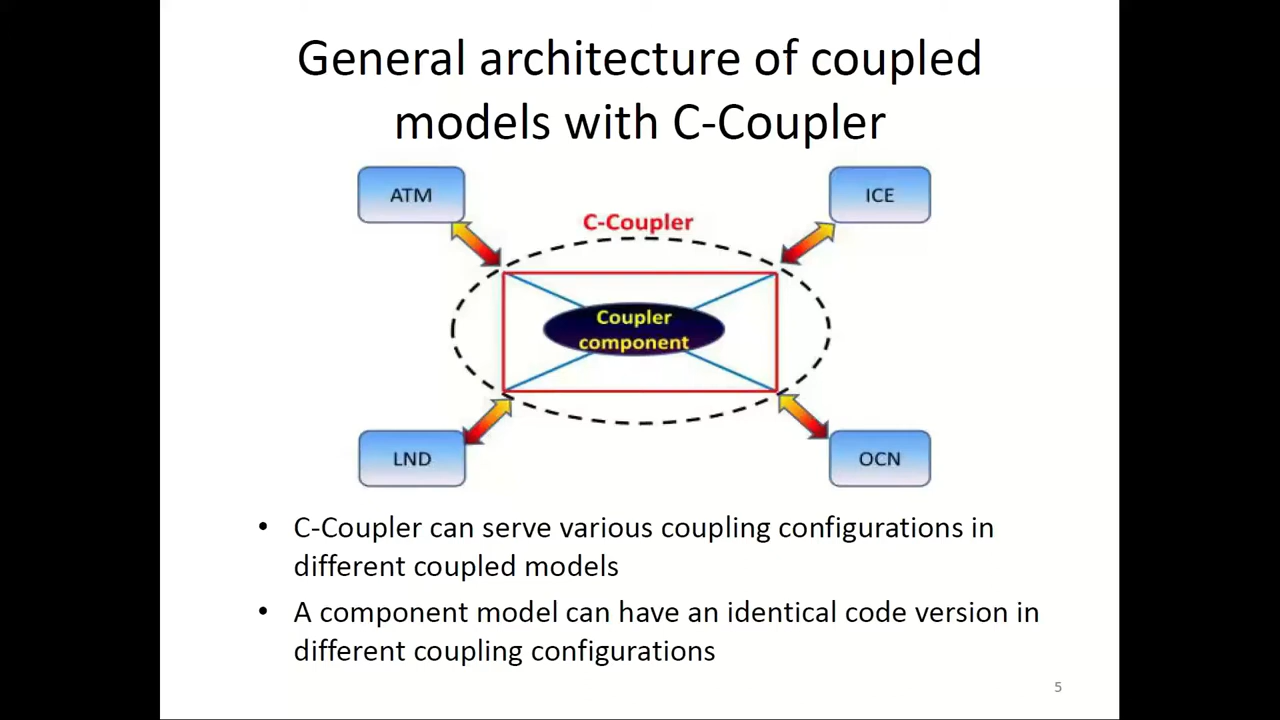 General architecture of coupled
models with C-Coupler
ATM
ICE
C-Coupler
Coupler
component
LND
OCN
• C-Coupler can serve various coupling configurations in
different coupled models
• A component model can have an identical code version in
different coupling configurations
5